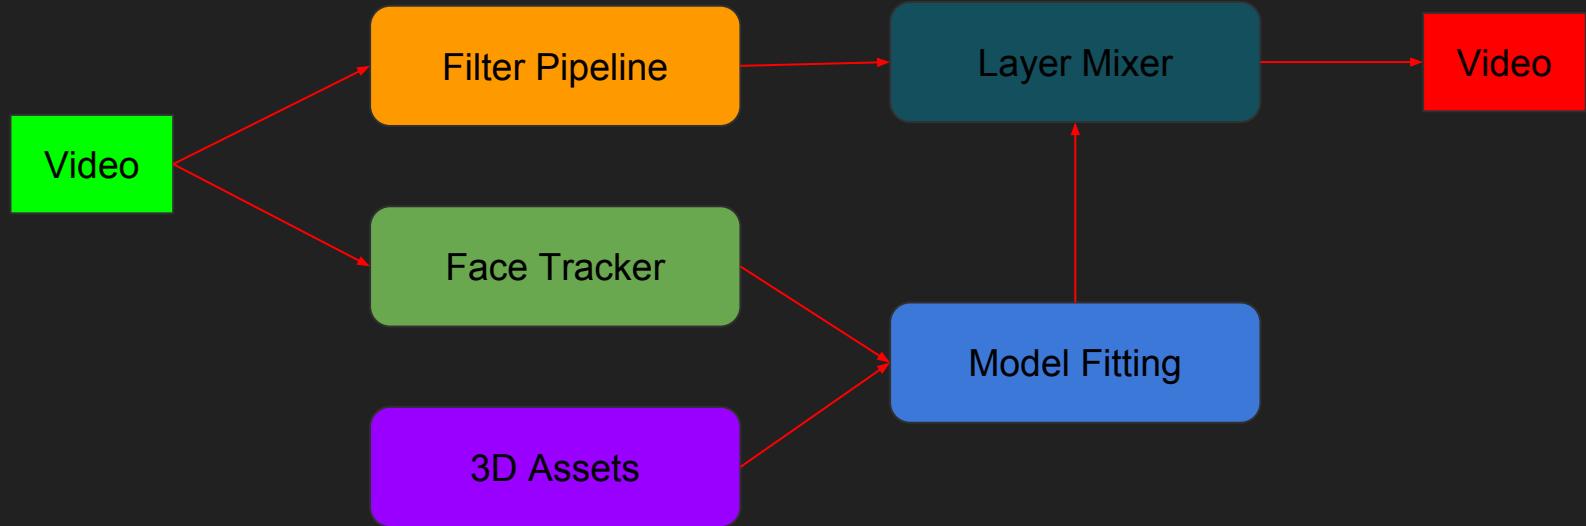 Video
Filter Pipeline
Layer Mixer
Video
Face Tracker
Model Fitting
3D Assets